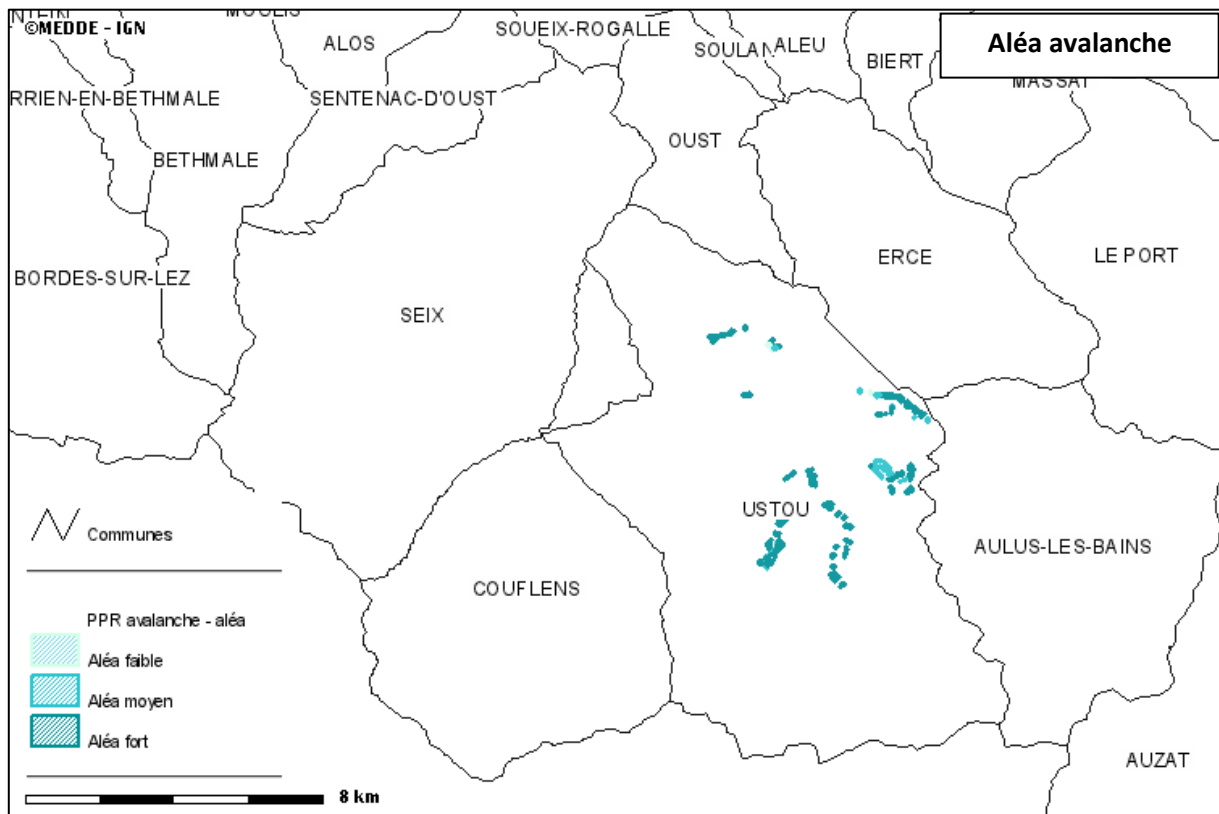 ©MEDDE - IGN
MOULIS
ALOS
SOUEIX-ROGALLE
SOULAN
ALEU
BIERT
Aléa avalanche
MASSAT
RRIEN-EN-BETHMALE
SENTENAC-D'OUST
BETHMALE
OUST
ERCE
LE PORT
BORDES-SUR-LEZ
SEIX
USTOU
Communes
AULUS-LES-BAINS
COUFLENS
PPR avalanche - aléa
Aléa faible
Aléa moyen
Aléa fort
AUZAT
8 km